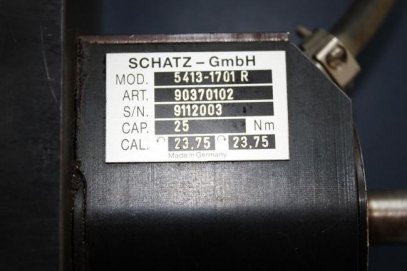 SCHATZ – GmbH
MOD. 5413-1701 R
ART. 90370102
S/N. 9112003
CAP. 25 Nm
CAL. 23,75 23,75
Made in Germany